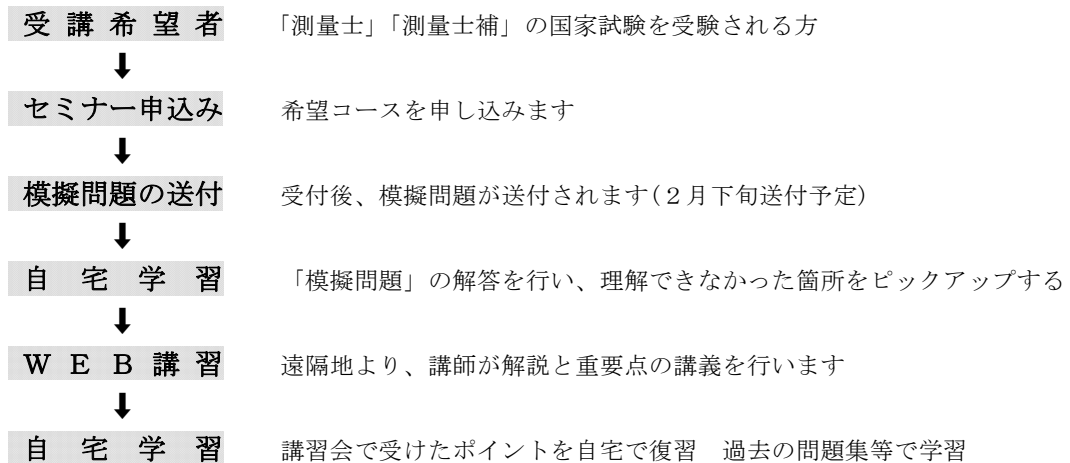 受 講 希 望 者 「測量士」「測量士補」の国家試験を受験される方
⬇
セミナー申込み 希望コースを申し込みます
⬇
模擬問題の送付 受付後、模擬問題が送付されます(２月下旬送付予定)
⬇
自 宅 学 習 「模擬問題」の解答を行い、理解できなかった箇所をピックアップする
⬇
Ｗ Ｅ Ｂ 講 習 遠隔地より、講師が解説と重要点の講義を行います
⬇
自 宅 学 習 講習会で受けたポイントを自宅で復習　過去の問題集等で学習